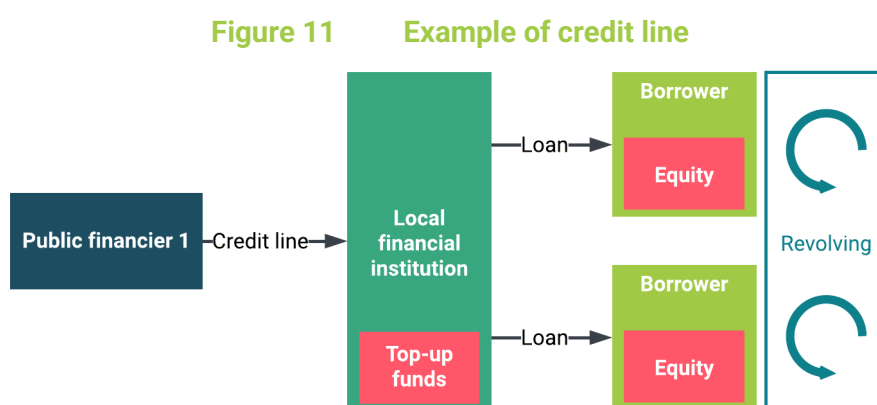 Figure 11 Example of credit line
Borrower
Loan
Equity
Public financier 1
Credit line
Local
financial
institution
Revolving
Borrower
Loan
Top-up
funds
Equity